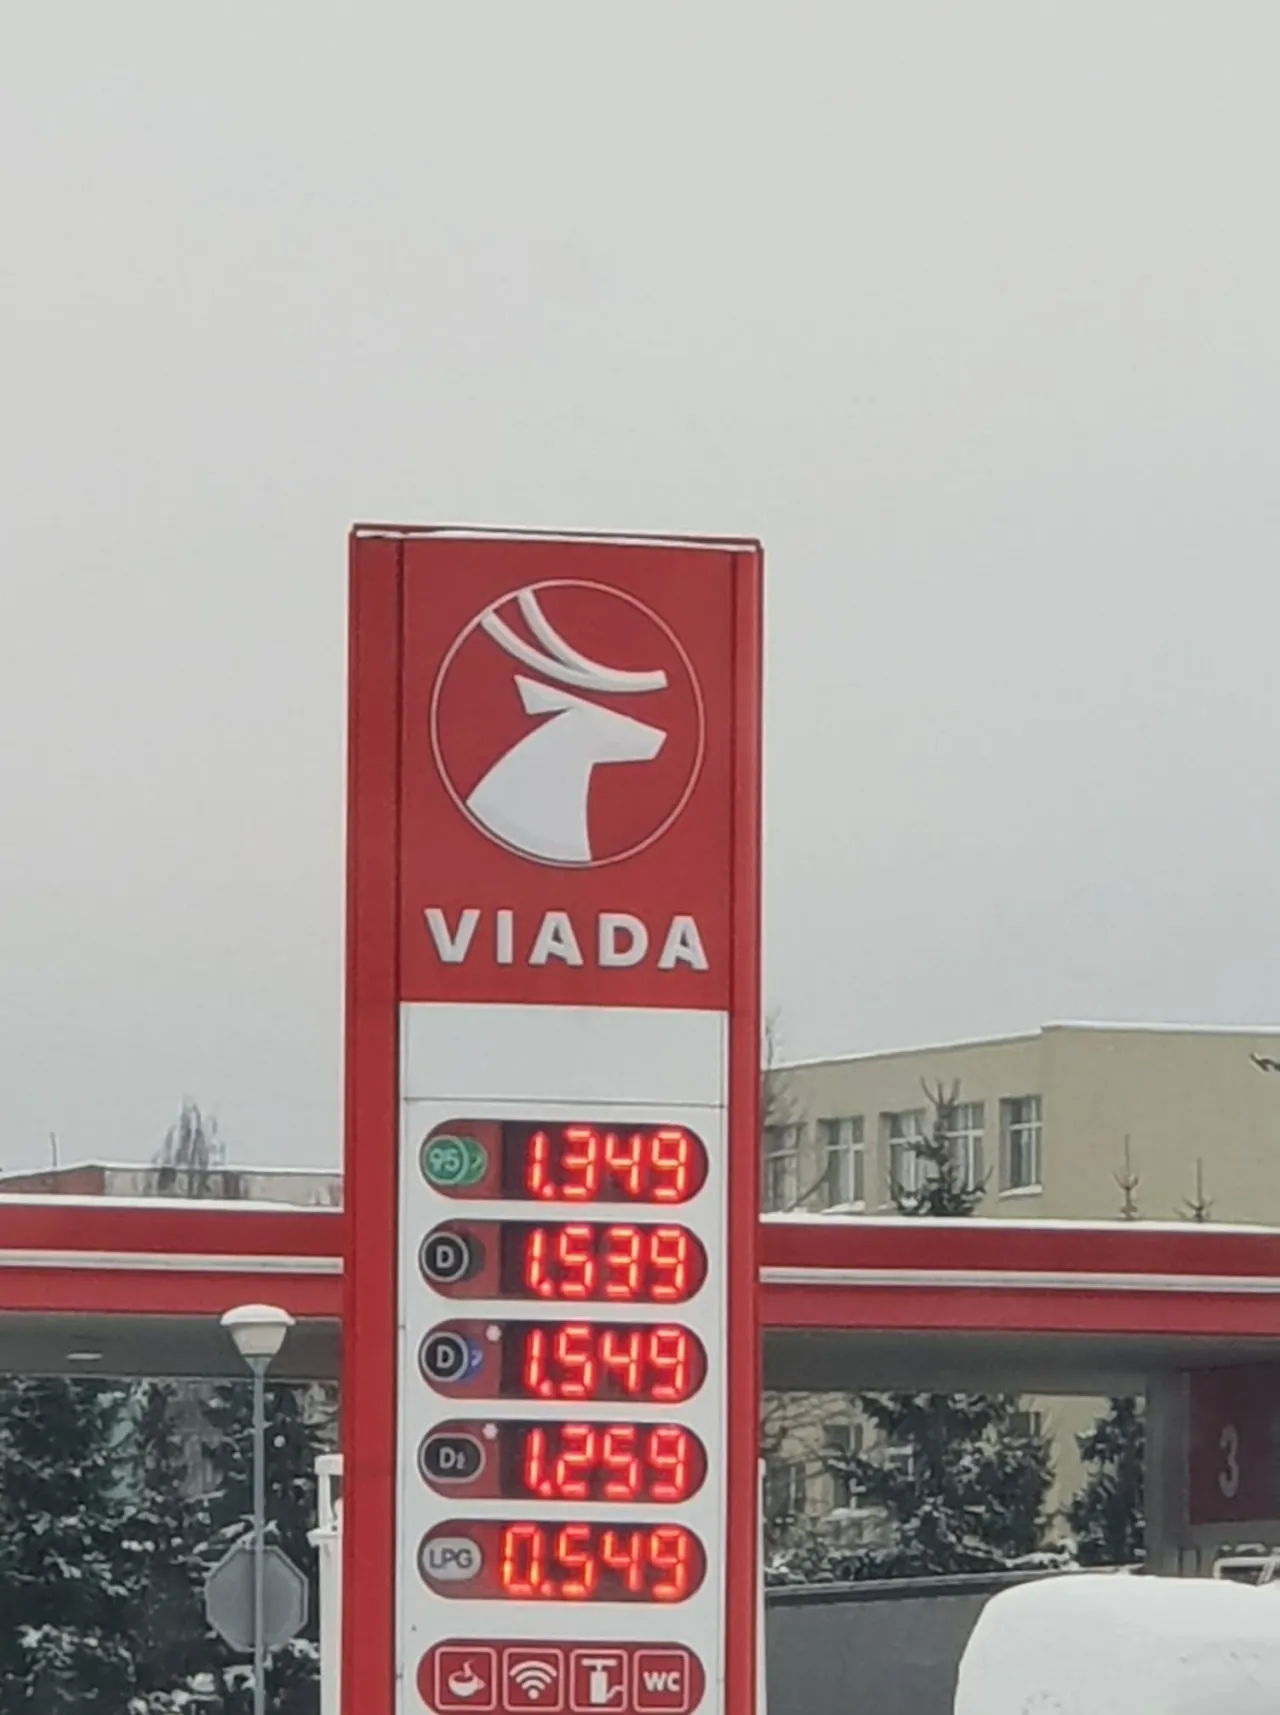 VIADA
95 1.349
D 1.539
D 1.549
Dž 1.259
LPG 0.549
WC
3